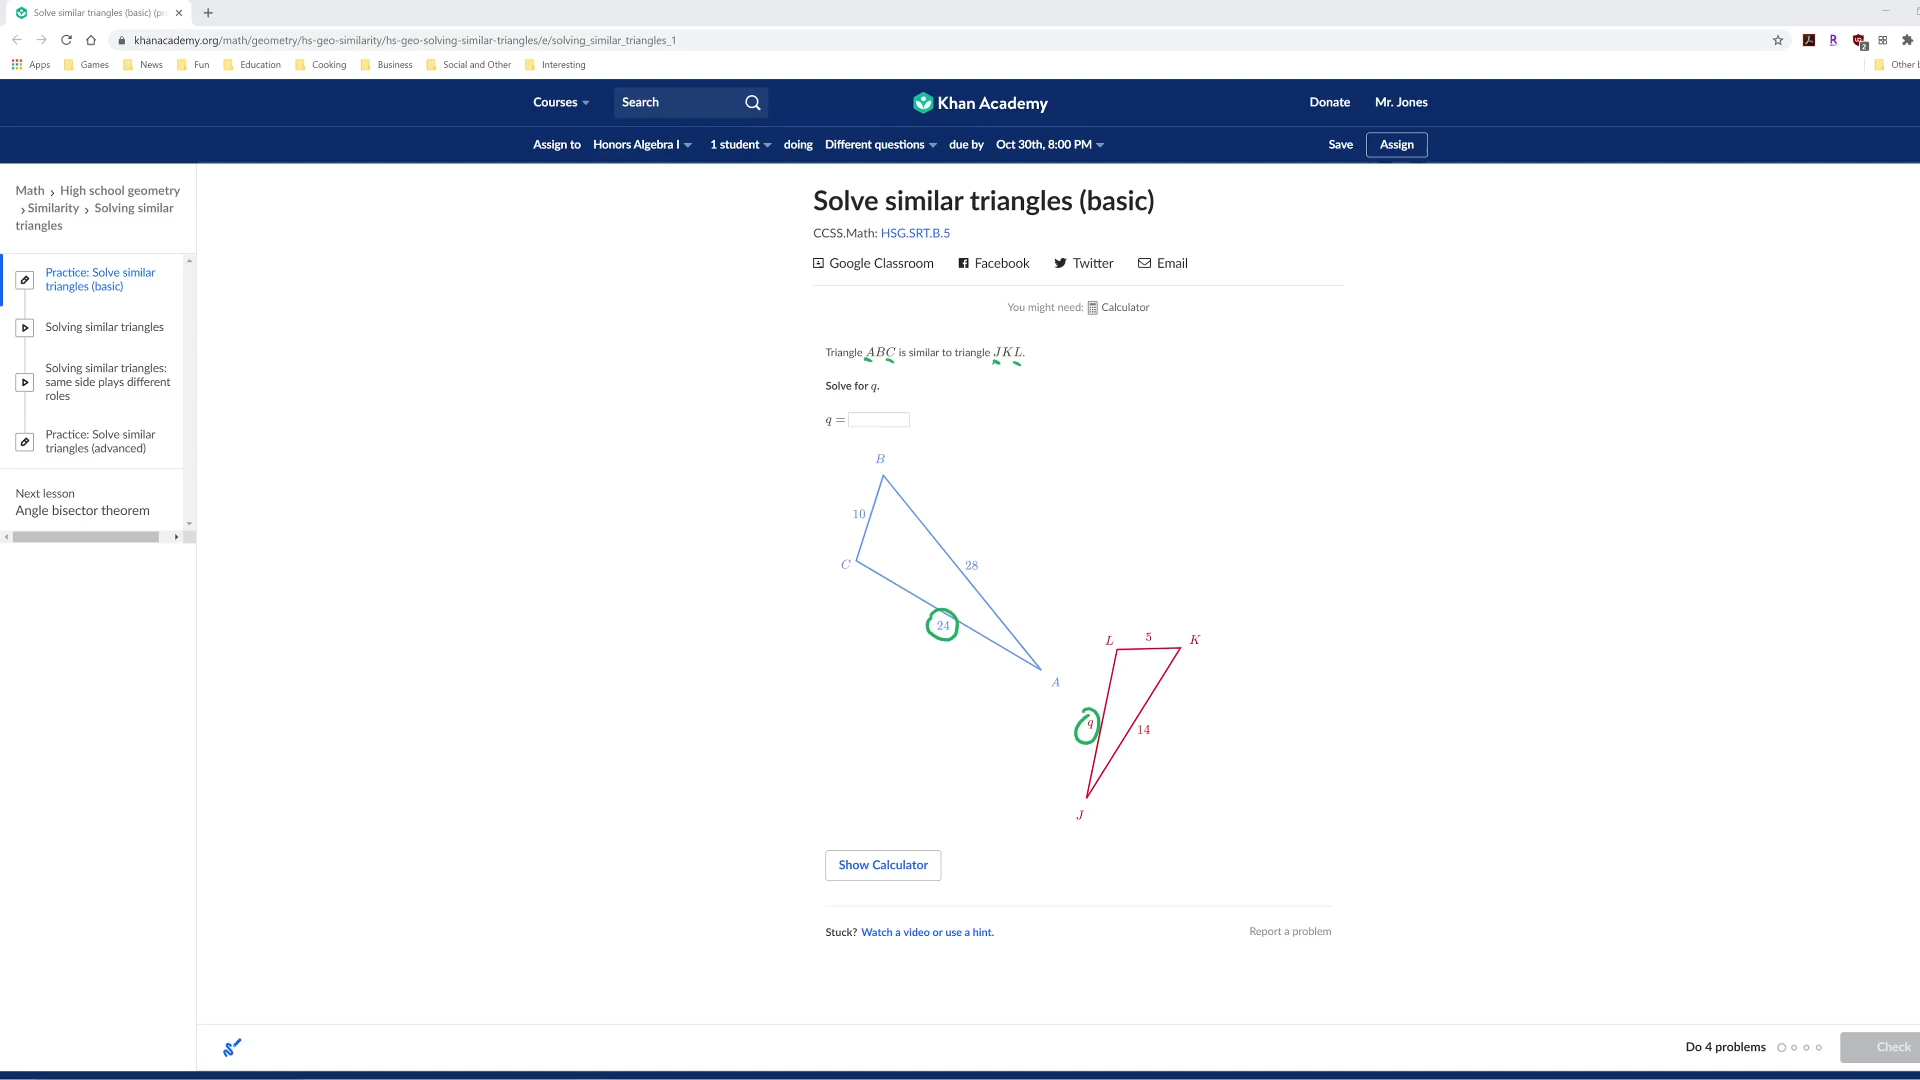 Solve similar triangles (basic) (pr
khanacademy.org/math/geometry/hs-geo-similarity/hs-geo-solving-similar-triangles/e/solving_similar_triangles_1
R
2
Apps Games News Fun Education Cooking Business Social and Other Interesting Other b
Courses Search Khan Academy Donate Mr. Jones
Assign to Honors Algebra I 1 student doing Different questions due by Oct 30th, 8:00 PM Save Assign
Math > High school geometry
> Similarity > Solving similar
triangles
Practice: Solve similar
triangles (basic)
Solving similar triangles
Solving similar triangles:
same side plays different
roles
Practice: Solve similar
triangles (advanced)
Next lesson
Angle bisector theorem
Solve similar triangles (basic)
CCSS.Math: HSG.SRT.B.5
Google Classroom Facebook Twitter Email
You might need: Calculator
Triangle ABC is similar to triangle JKL.
Solve for q.
q =
B
10
C
28
24
A
L 5 K
q
14
J
Show Calculator
Stuck? Watch a video or use a hint. Report a problem
Do 4 problems Check